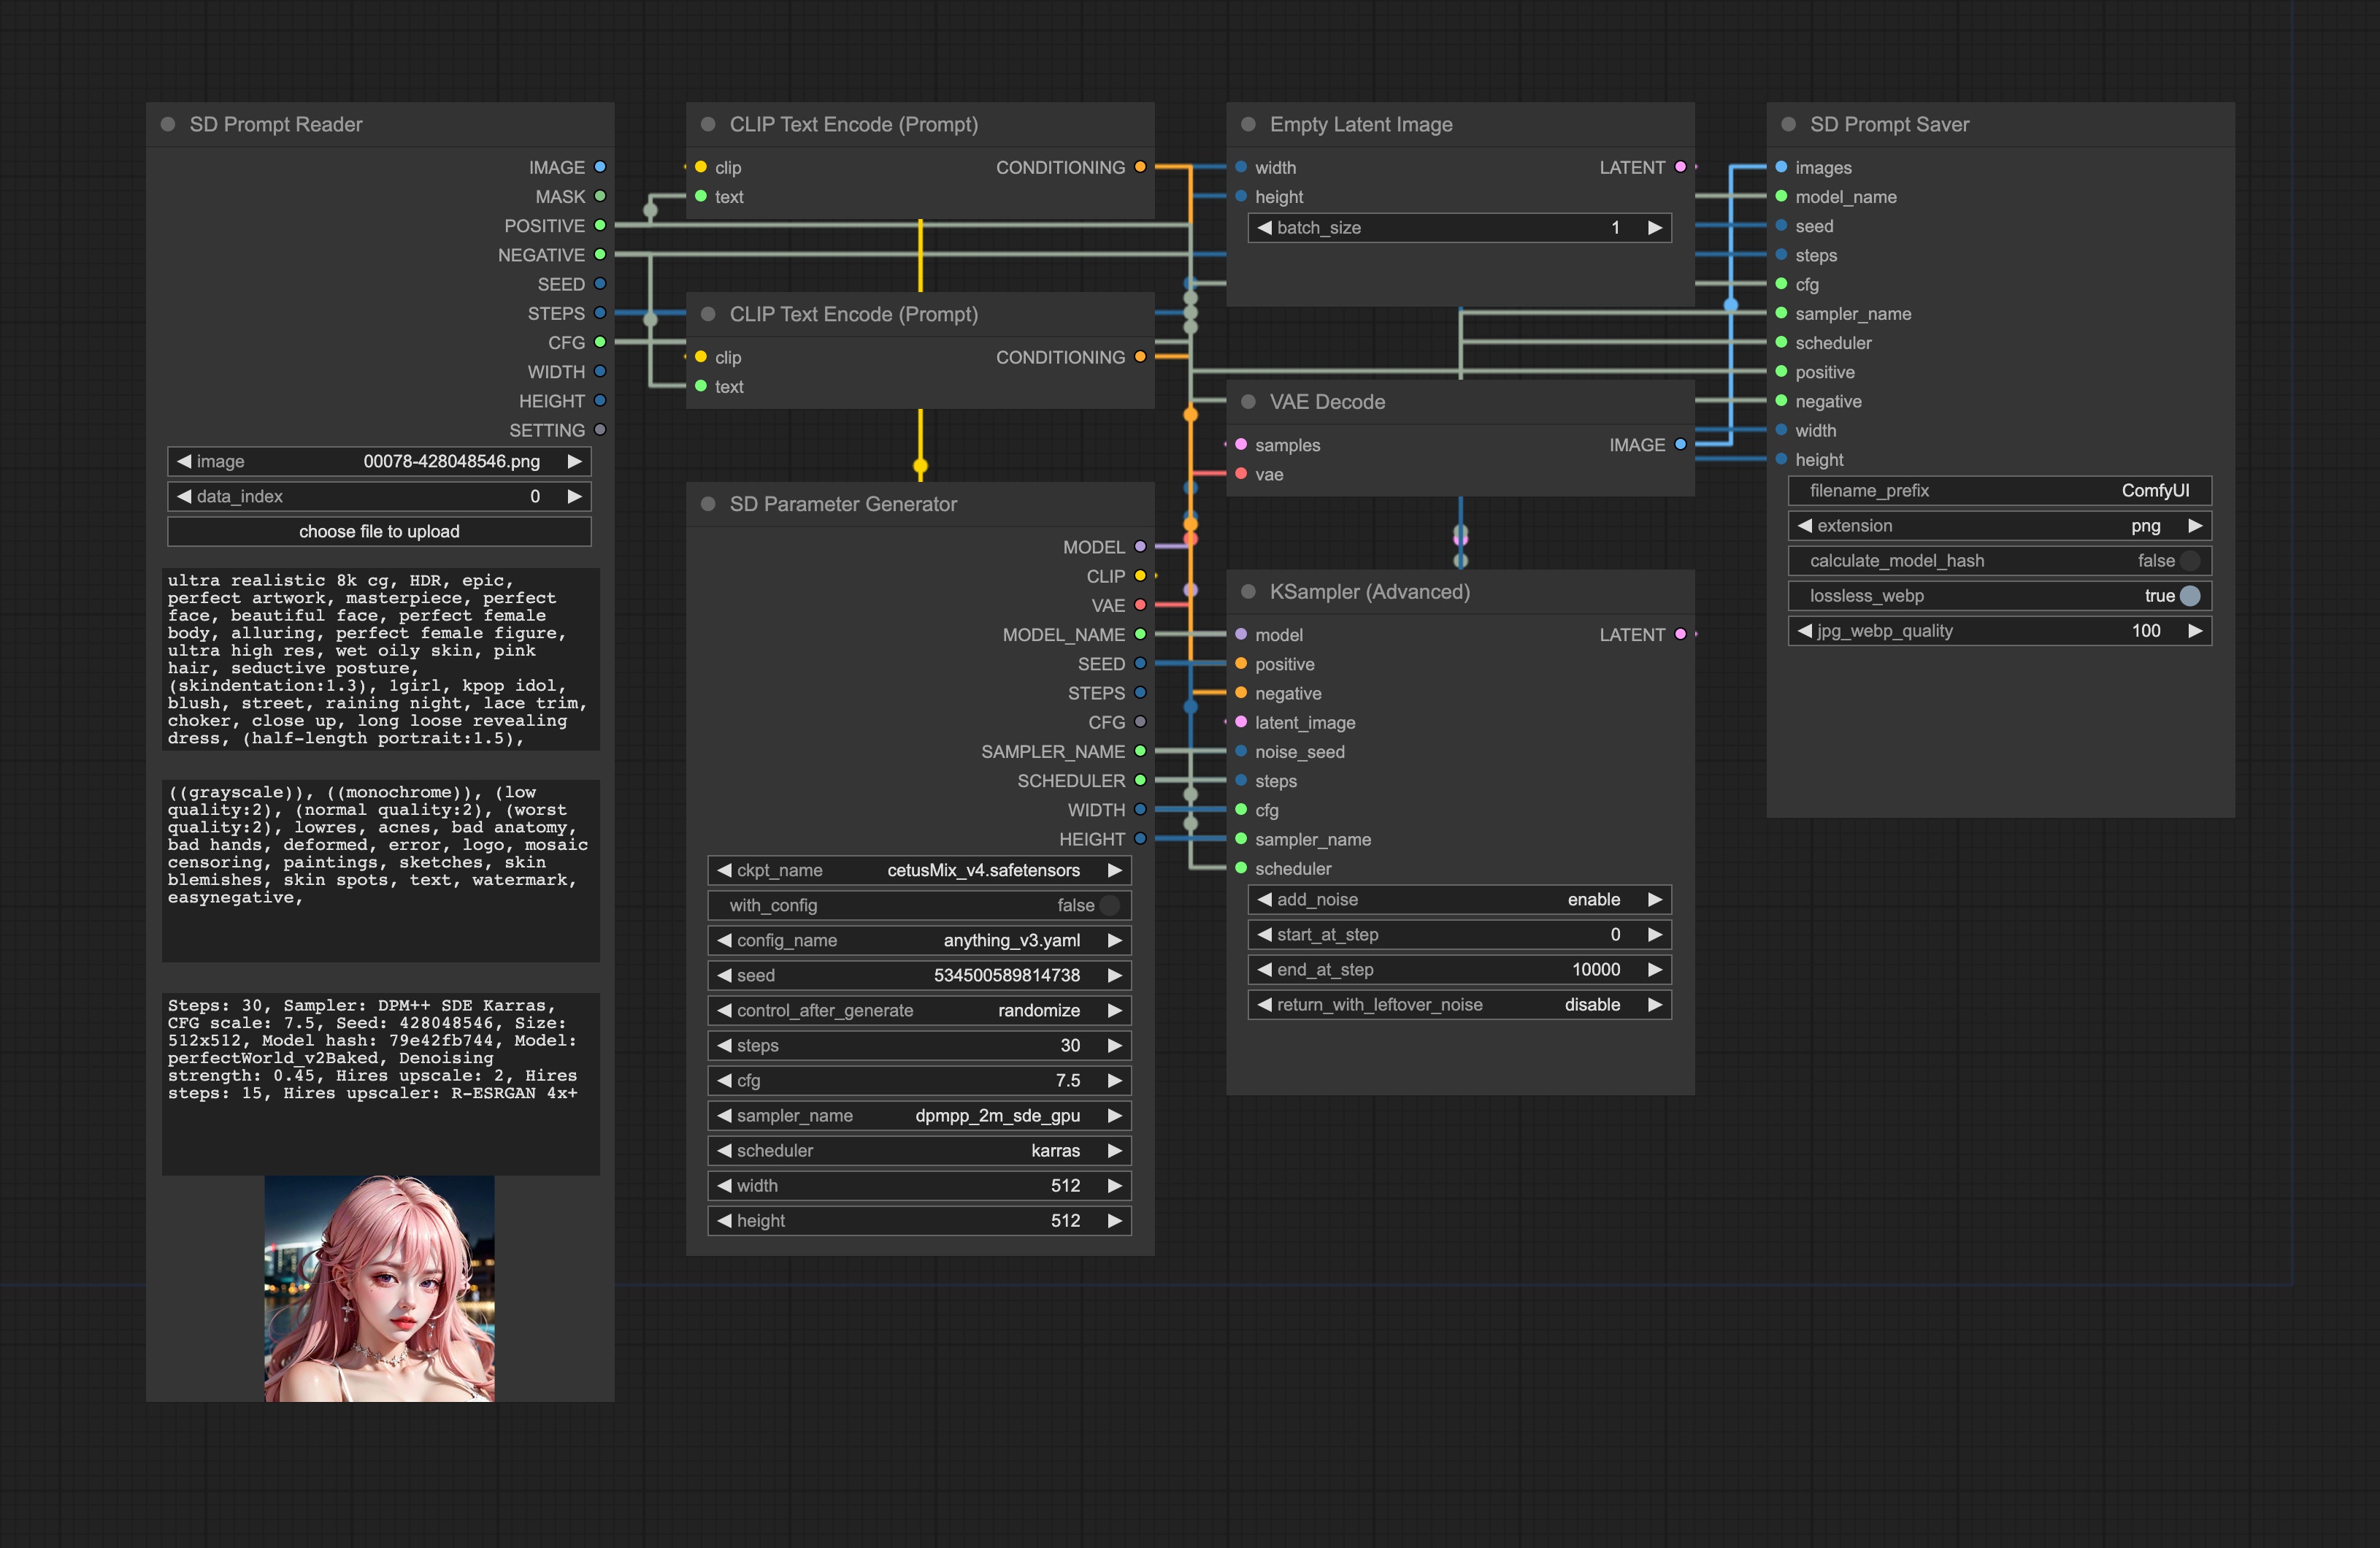 SD Prompt Reader
IMAGE
MASK
POSITIVE
NEGATIVE
SEED
STEPS
CFG
WIDTH
HEIGHT
SETTING
image 00078-428048546.png
data_index 0
choose file to upload
ultra realistic 8k cg, HDR, epic,
perfect artwork, masterpiece, perfect
face, beautiful face, perfect female
body, alluring, perfect female figure,
ultra high res, wet oily skin, pink
hair, seductive posture,
(skindentation:1.3), 1girl, kpop idol,
blush, street, raining night, lace trim,
choker, close up, long loose revealing
dress, (half-length portrait:1.5),
((grayscale)), ((monochrome)), (low
quality:2), (normal quality:2), (worst
quality:2), lowres, acnes, bad anatomy,
bad hands, deformed, error, logo, mosaic
censoring, paintings, sketches, skin
blemishes, skin spots, text, watermark,
easynegative,
Steps: 30, Sampler: DPM++ SDE Karras,
CFG scale: 7.5, Seed: 428048546, Size:
512x512, Model hash: 79e42fb744, Model:
perfectWorld_v2Baked, Denoising
strength: 0.45, Hires upscale: 2, Hires
steps: 15, Hires upscaler: R-ESRGAN 4x+
CLIP Text Encode (Prompt)
clip CONDITIONING
text
CLIP Text Encode (Prompt)
clip CONDITIONING
text
SD Parameter Generator
MODEL
CLIP
VAE
MODEL_NAME
SEED
STEPS
CFG
SAMPLER_NAME
SCHEDULER
WIDTH
HEIGHT
ckpt_name cetusMix_v4.safetensors
with_config false
config_name anything_v3.yaml
seed 534500589814738
control_after_generate randomize
steps 30
cfg 7.5
sampler_name dpmpp_2m_sde_gpu
scheduler karras
width 512
height 512
Empty Latent Image
width LATENT
height
batch_size 1
VAE Decode
samples IMAGE
vae
KSampler (Advanced)
model LATENT
positive
negative
latent_image
noise_seed
steps
cfg
sampler_name
scheduler
add_noise enable
start_at_step 0
end_at_step 10000
return_with_leftover_noise disable
SD Prompt Saver
images
model_name
seed
steps
cfg
sampler_name
scheduler
positive
negative
width
height
filename_prefix ComfyUI
extension png
calculate_model_hash false
lossless_webp true
jpg_webp_quality 100